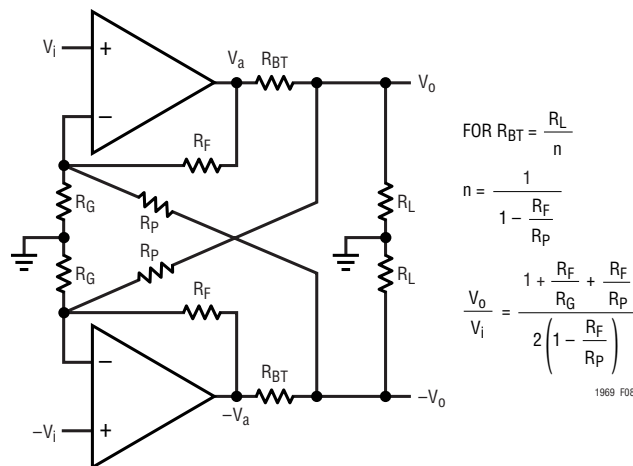 Vi
+
Va
RBT
Vo
−
RF
RG
RP
RL
RP
RG
RL
RF
−
RBT
−Va
−Vo
−Vi
+
FOR RBT = RL / n
n = 1 / (1 − RF / RP)
Vo / Vi = (1 + RF / RG + RF / RP) / (2 (1 − RF / RP))
1969 F08